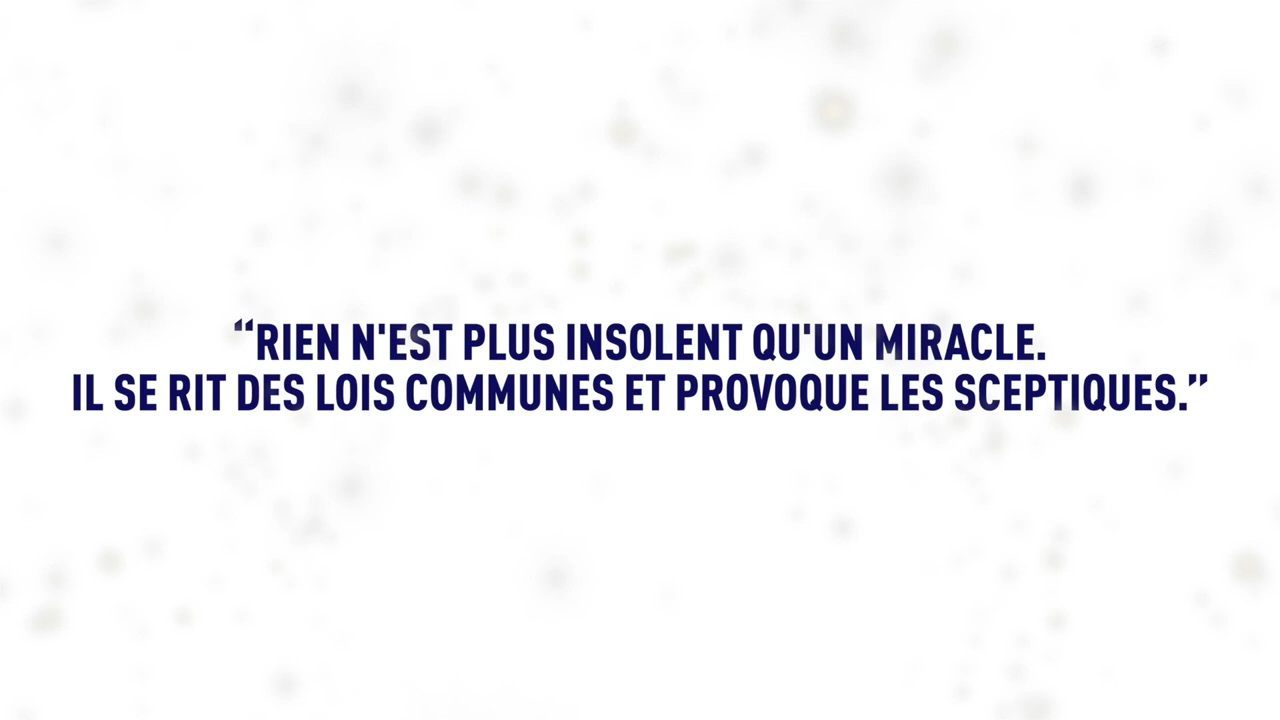 “RIEN N'EST PLUS INSOLENT QU'UN MIRACLE.
IL SE RIT DES LOIS COMMUNES ET PROVOQUE LES SCEPTIQUES.”